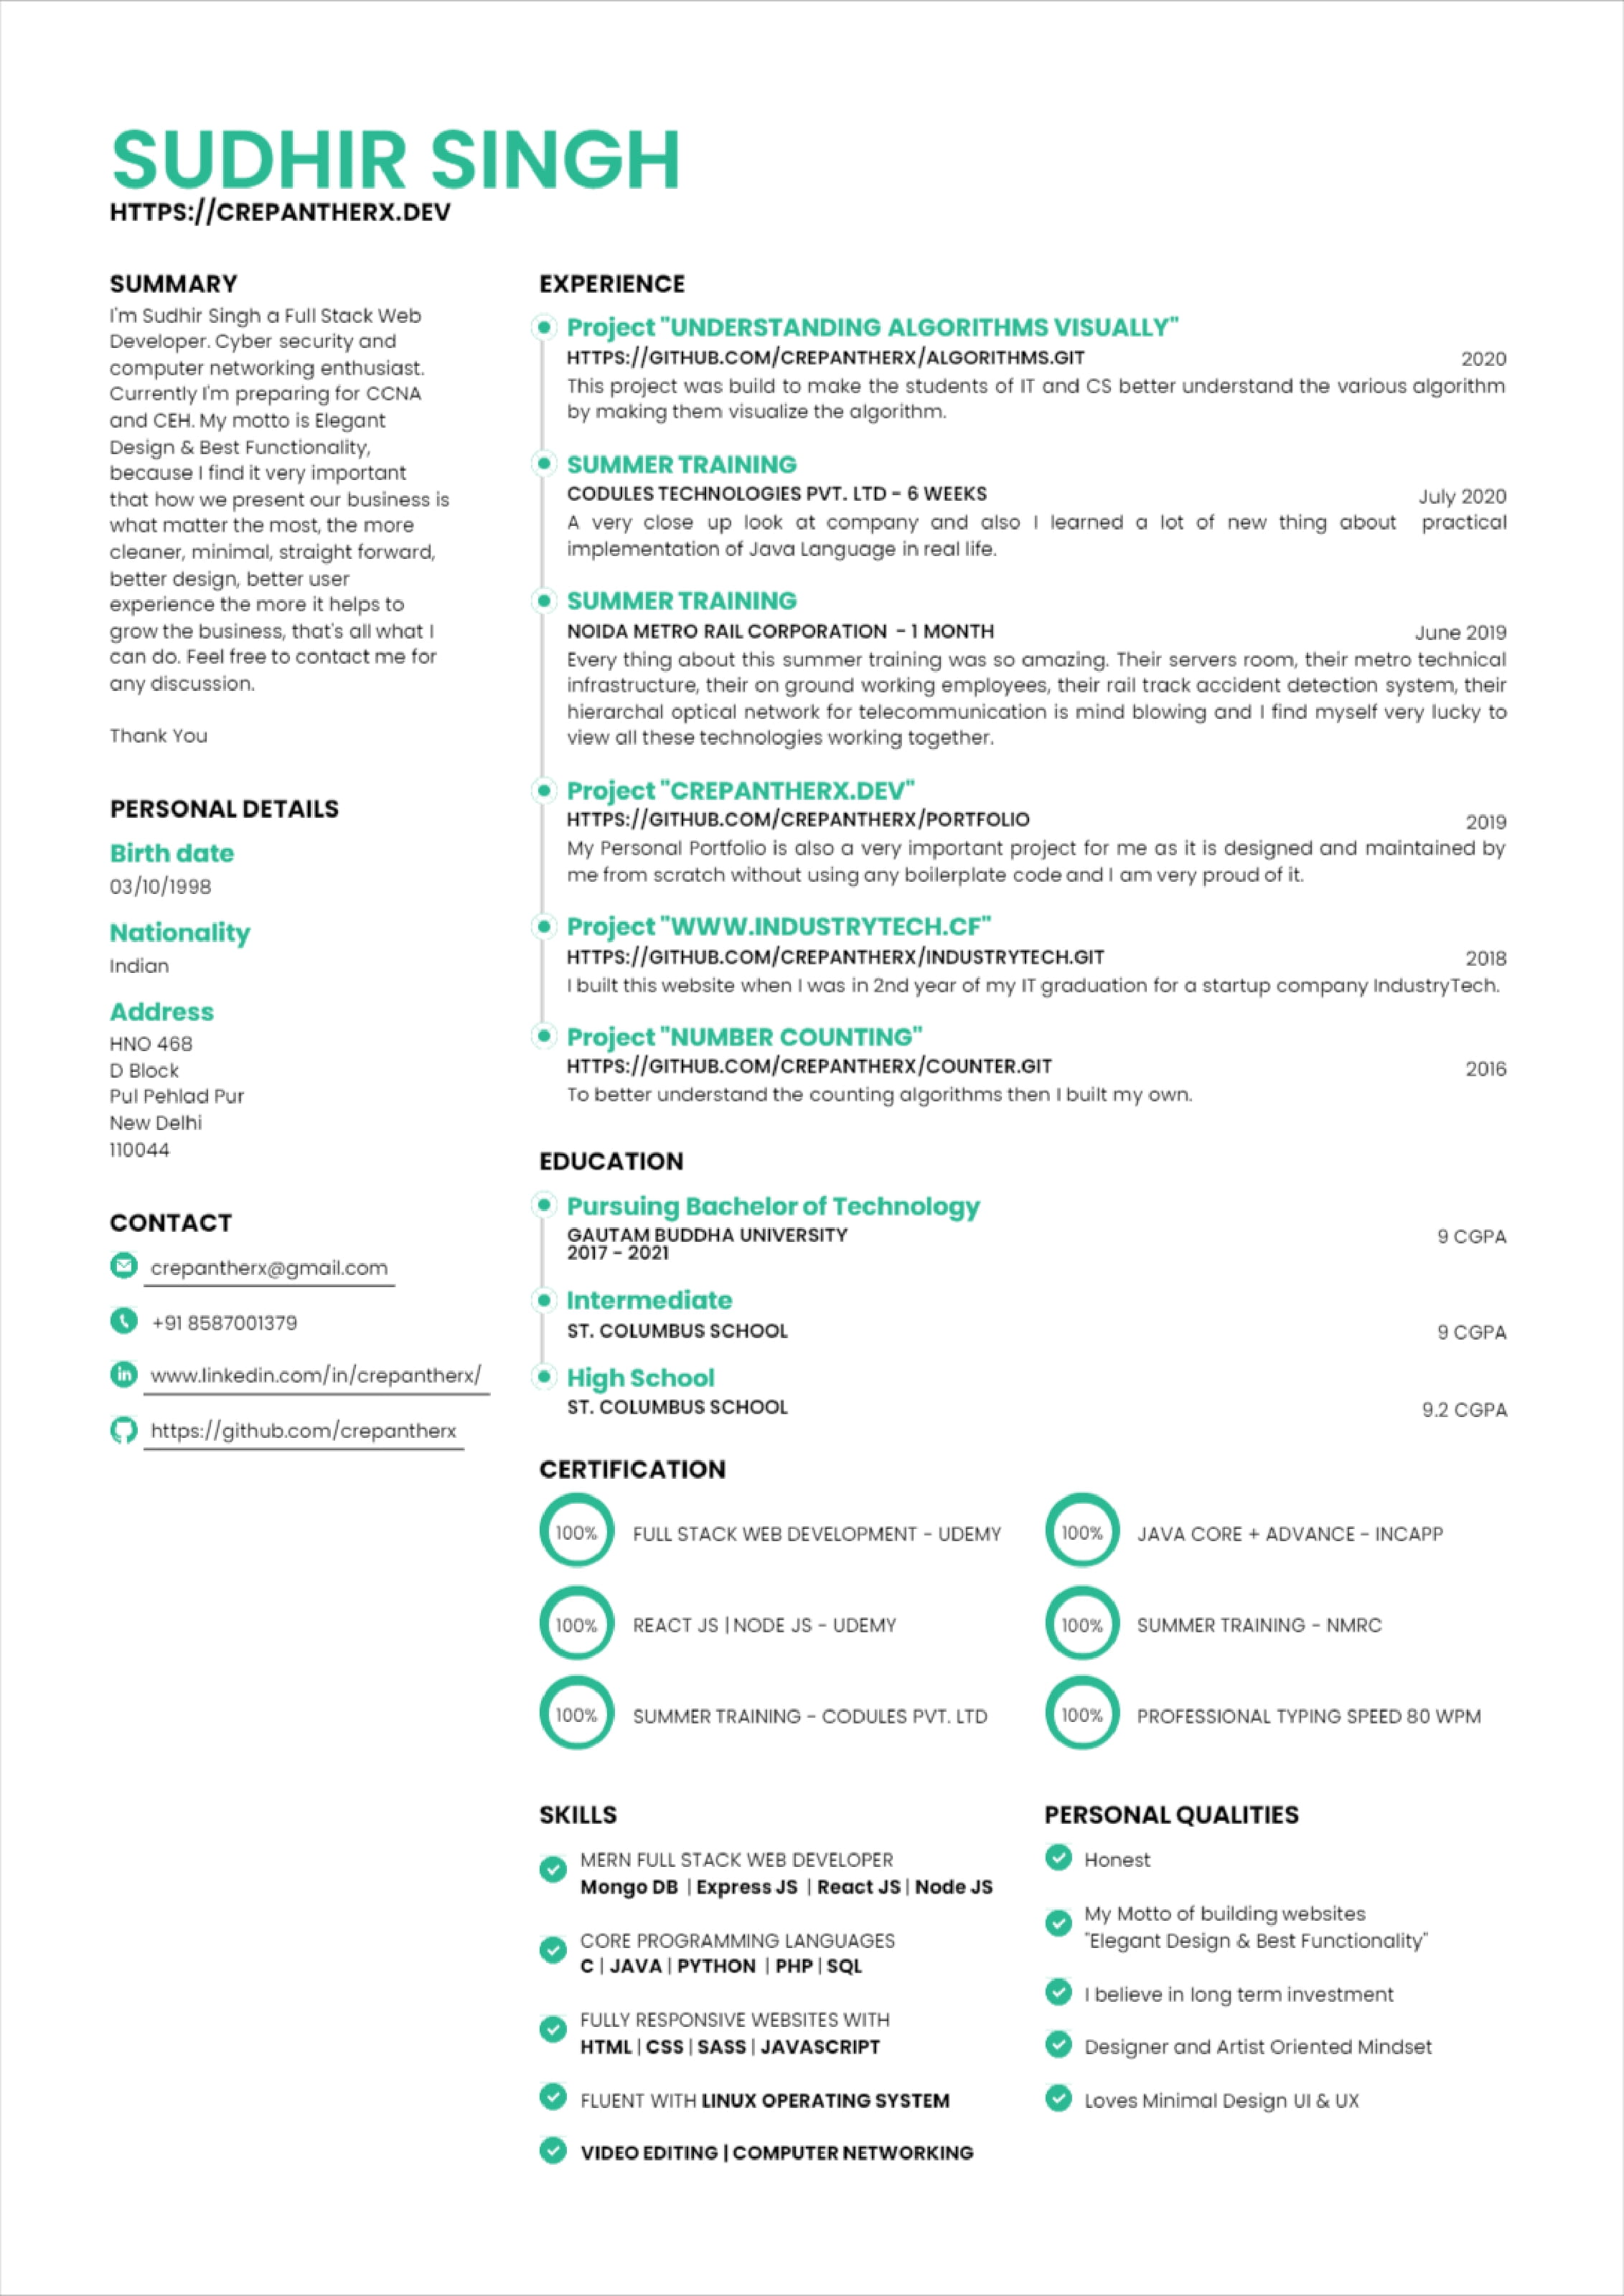 SUDHIR SINGH
HTTPS://CREPANTHERX.DEV
SUMMARY
I'm Sudhir Singh a Full Stack Web
Developer. Cyber security and
computer networking enthusiast.
Currently I'm preparing for CCNA
and CEH. My motto is Elegant
Design & Best Functionality,
because I find it very important
that how we present our business is
what matter the most, the more
cleaner, minimal, straight forward,
better design, better user
experience the more it helps to
grow the business, that's all what I
can do. Feel free to contact me for
any discussion.
Thank You
PERSONAL DETAILS
Birth date
03/10/1998
Nationality
Indian
Address
HNO 468
D Block
Pul Pehlad Pur
New Delhi
110044
CONTACT
crepantherx@gmail.com
+91 8587001379
www.linkedin.com/in/crepantherx/
https://github.com/crepantherx
EXPERIENCE
Project "UNDERSTANDING ALGORITHMS VISUALLY"
HTTPS://GITHUB.COM/CREPANTHERX/ALGORITHMS.GIT 2020
This project was build to make the students of IT and CS better understand the various algorithm
by making them visualize the algorithm.
SUMMER TRAINING
CODULES TECHNOLOGIES PVT. LTD - 6 WEEKS July 2020
A very close up look at company and also I learned a lot of new thing about practical
implementation of Java Language in real life.
SUMMER TRAINING
NOIDA METRO RAIL CORPORATION - 1 MONTH June 2019
Every thing about this summer training was so amazing. Their servers room, their metro technical
infrastructure, their on ground working employees, their rail track accident detection system, their
hierarchal optical network for telecommunication is mind blowing and I find myself very lucky to
view all these technologies working together.
Project "CREPANTHERX.DEV"
HTTPS://GITHUB.COM/CREPANTHERX/PORTFOLIO 2019
My Personal Portfolio is also a very important project for me as it is designed and maintained by
me from scratch without using any boilerplate code and I am very proud of it.
Project "WWW.INDUSTRYTECH.CF"
HTTPS://GITHUB.COM/CREPANTHERX/INDUSTRYTECH.GIT 2018
I built this website when I was in 2nd year of my IT graduation for a startup company IndustryTech.
Project "NUMBER COUNTING"
HTTPS://GITHUB.COM/CREPANTHERX/COUNTER.GIT 2016
To better understand the counting algorithms then I built my own.
EDUCATION
Pursuing Bachelor of Technology
GAUTAM BUDDHA UNIVERSITY 9 CGPA
2017 - 2021
Intermediate
ST. COLUMBUS SCHOOL 9 CGPA
High School
ST. COLUMBUS SCHOOL 9.2 CGPA
CERTIFICATION
100% FULL STACK WEB DEVELOPMENT - UDEMY 100% JAVA CORE + ADVANCE - INCAPP
100% REACT JS | NODE JS - UDEMY 100% SUMMER TRAINING - NMRC
100% SUMMER TRAINING - CODULES PVT. LTD 100% PROFESSIONAL TYPING SPEED 80 WPM
SKILLS
MERN FULL STACK WEB DEVELOPER
Mongo DB | Express JS | React JS | Node JS
CORE PROGRAMMING LANGUAGES
C | JAVA | PYTHON | PHP | SQL
FULLY RESPONSIVE WEBSITES WITH
HTML | CSS | SASS | JAVASCRIPT
FLUENT WITH LINUX OPERATING SYSTEM
VIDEO EDITING | COMPUTER NETWORKING
PERSONAL QUALITIES
Honest
My Motto of building websites
"Elegant Design & Best Functionality"
I believe in long term investment
Designer and Artist Oriented Mindset
Loves Minimal Design UI & UX